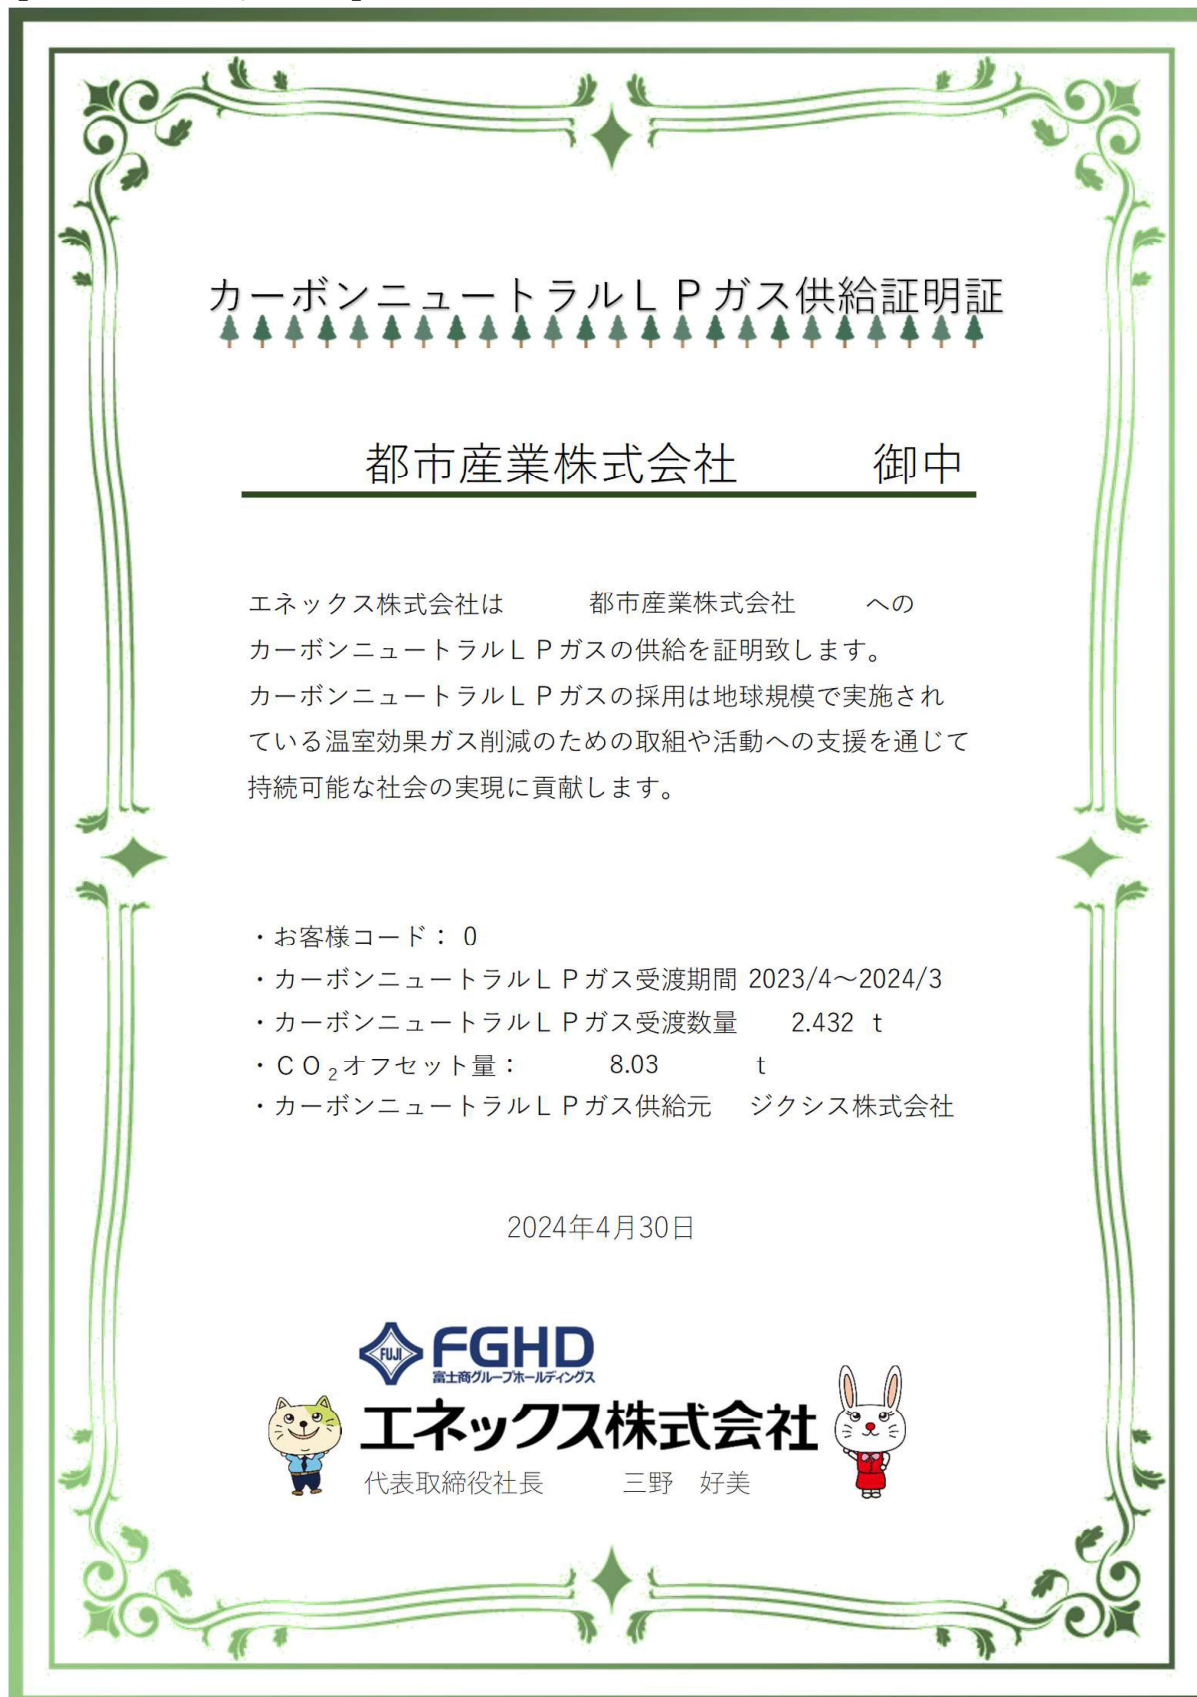 カーボンニュートラルLPガス供給証明証
都市産業株式会社　御中
エネックス株式会社は　都市産業株式会社　への
カーボンニュートラルLPガスの供給を証明致します。
カーボンニュートラルLPガスの採用は地球規模で実施され
ている温室効果ガス削減のための取組や活動への支援を通じて
持続可能な社会の実現に貢献します。
・お客様コード： 0
・カーボンニュートラルLPガス受渡期間 2023/4～2024/3
・カーボンニュートラルLPガス受渡数量　2.432 t
・CO₂オフセット量：　8.03　t
・カーボンニュートラルLPガス供給元　ジクシス株式会社
2024年4月30日
FUJI FGHD
富士商グループホールディングス
エネックス株式会社
代表取締役社長　三野　好美